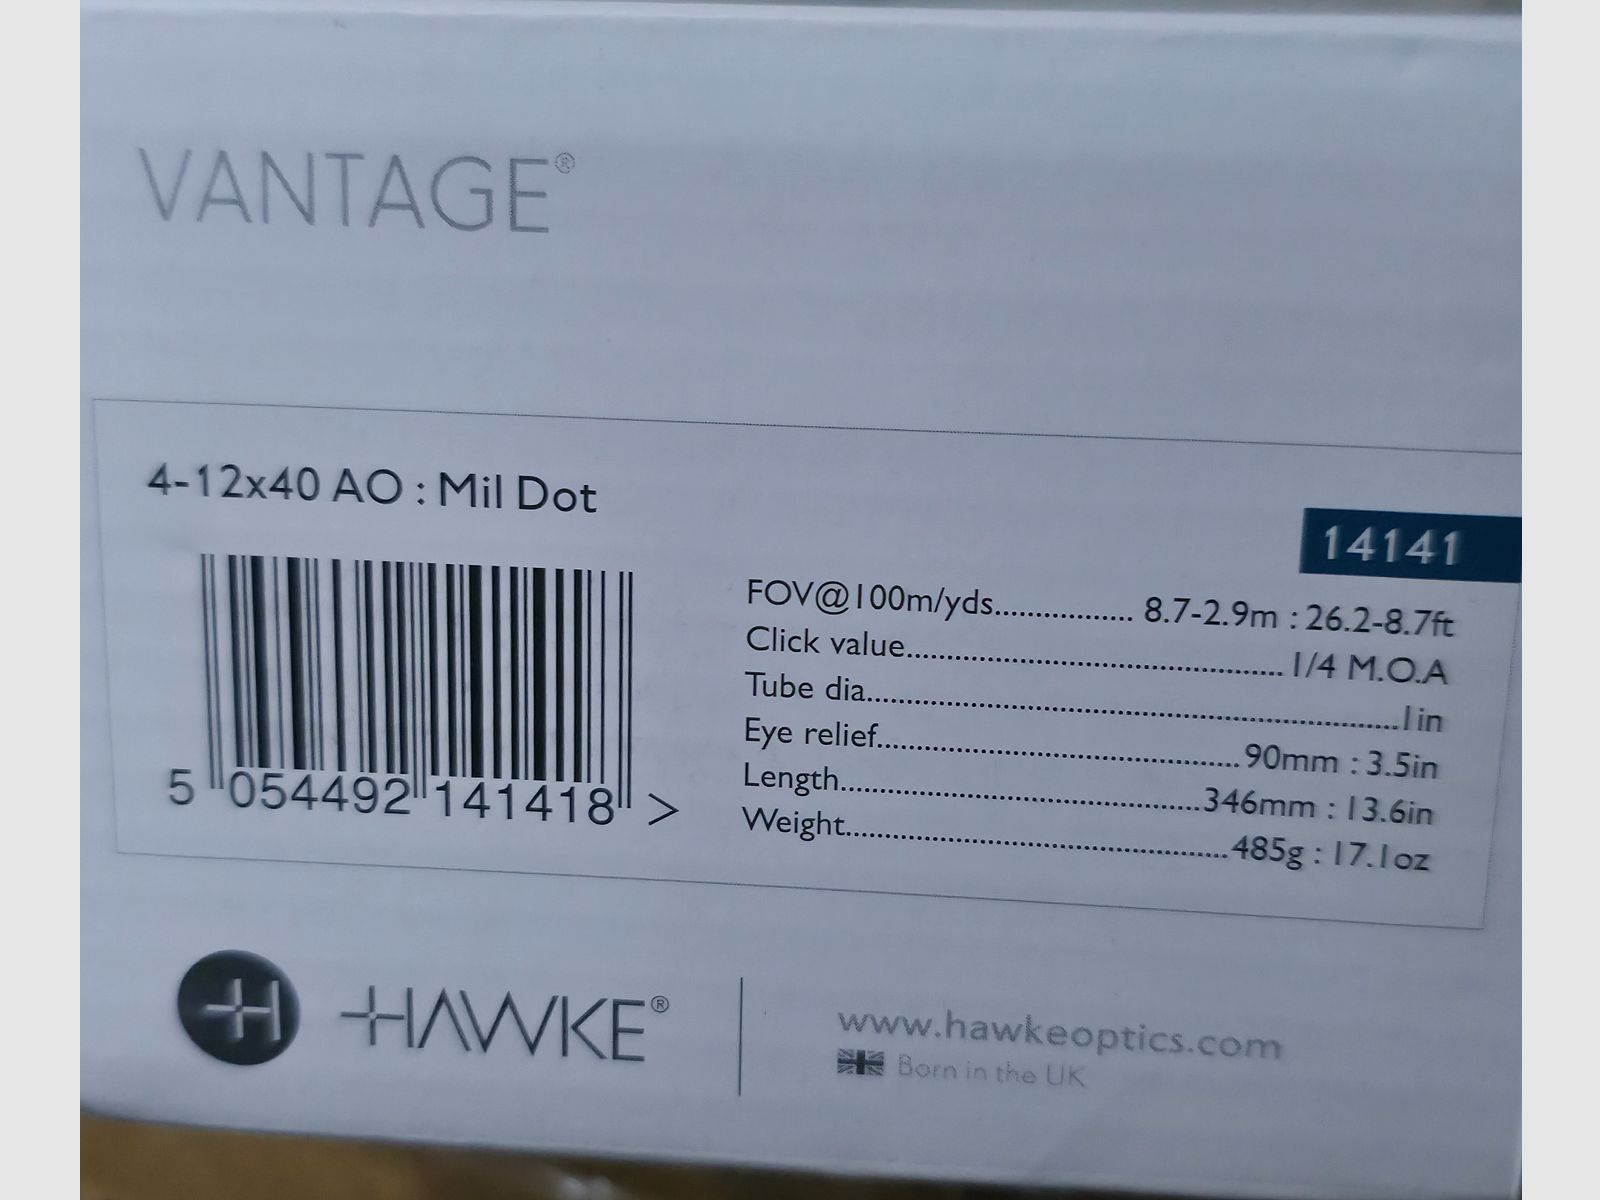 VANTAGE®
4-12x40 AO : Mil Dot
14141
FOV@100m/yds................ 8.7-2.9m : 26.2-8.7ft
Click value............................................. 1/4 M.O.A
Tube dia...............................................................1in
Eye relief...........................................90mm : 3.5in
Length...........................................346mm : 13.6in
Weight.............................................485g : 17.1oz
5 054492 141418 >
HAWKE®
www.hawkeoptics.com
Born in the UK